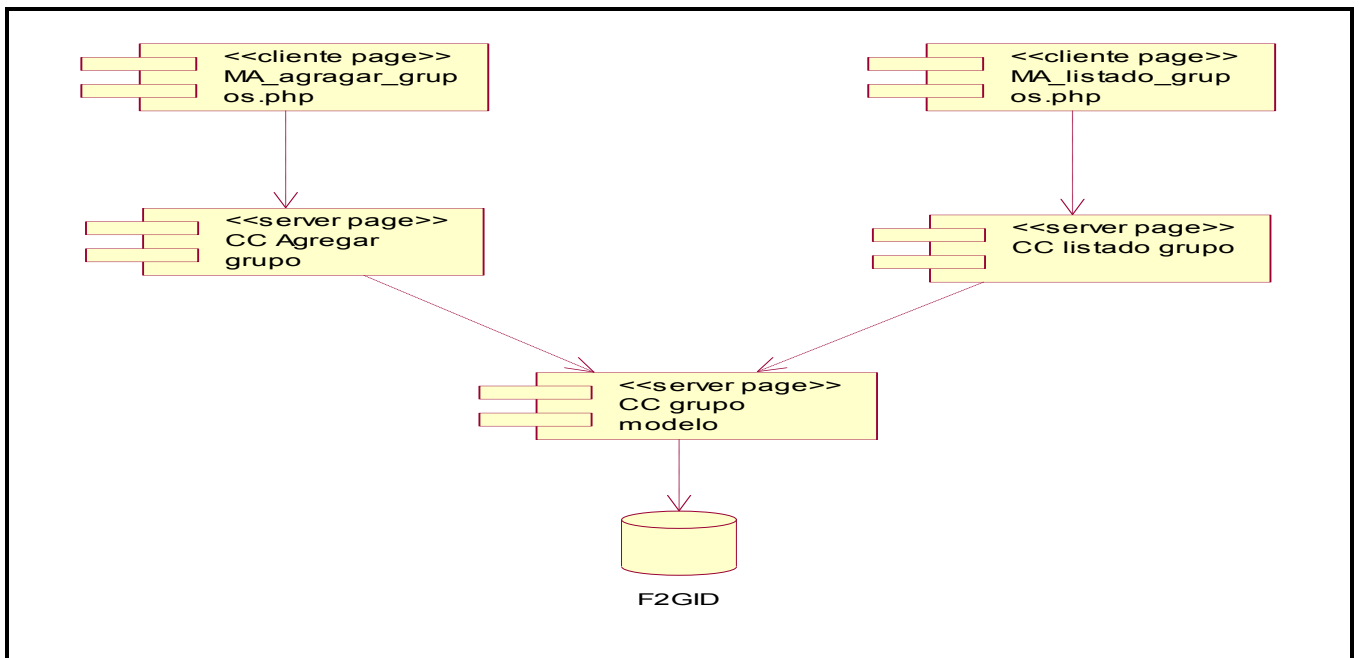 <<cliente page>>
MA_agragar_grup
os.php
<<cliente page>>
MA_listado_grup
os.php
<<server page>>
CC Agregar
grupo
<<server page>>
CC listado grupo
<<server page>>
CC grupo
modelo
F2GID